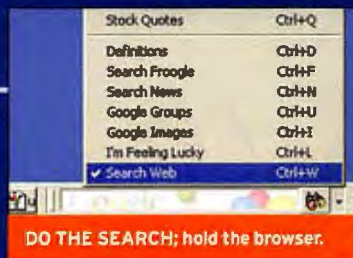 Stock Quotes Ctrl+Q
Definitions Ctrl+D
Search Froogle Ctrl+F
Search News Ctrl+N
Google Groups Ctrl+U
Google Images Ctrl+I
I'm Feeling Lucky Ctrl+L
Search Web Ctrl+W
DO THE SEARCH; hold the browser.